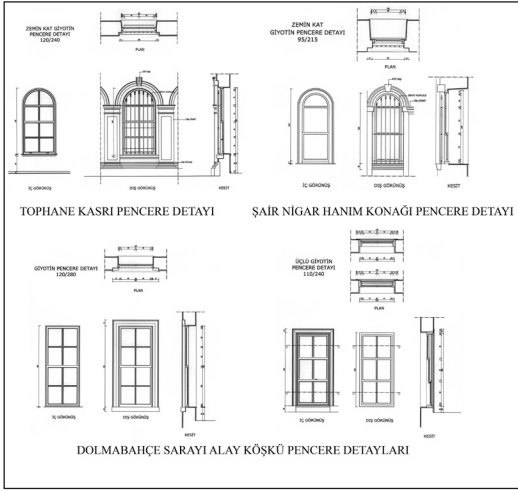 ZEMİN KAT GİYOTİN
PENCERE DETAYI
120/240
PLAN
İÇ GÖRÜNÜŞ
DIŞ GÖRÜNÜŞ
KESİT
TOPHANE KASRI PENCERE DETAYI
ZEMİN KAT
GİYOTİN PENCERE DETAYI
95/215
PLAN
İÇ GÖRÜNÜŞ
DIŞ GÖRÜNÜŞ
KESİT
ŞAİR NİGAR HANIM KONAĞI PENCERE DETAYI
GİYOTİN PENCERE DETAYI
120/280
PLAN
İÇ GÖRÜNÜŞ
DIŞ GÖRÜNÜŞ
KESİT
ÜÇLÜ GİYOTİN
PENCERE DETAYI
110/240
PLAN
İÇ GÖRÜNÜŞ
DIŞ GÖRÜNÜŞ
KESİT
DOLMABAHÇE SARAYI ALAY KÖŞKÜ PENCERE DETAYLARI